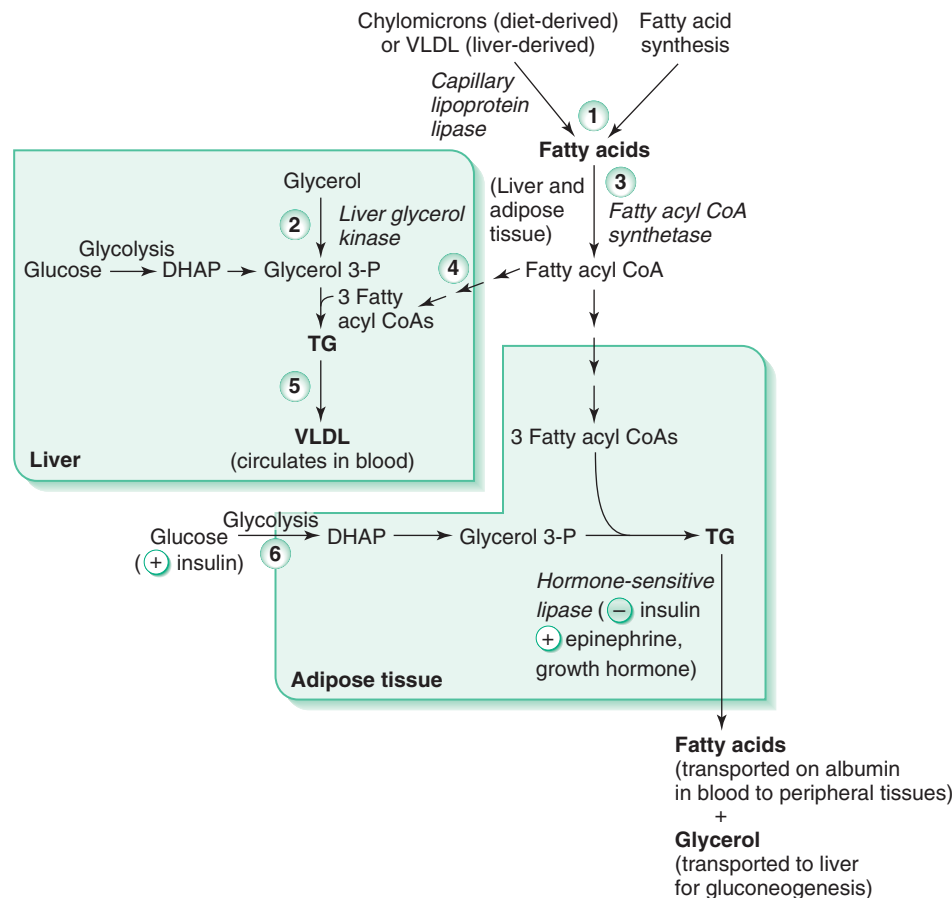 Chylomicrons (diet-derived)
or VLDL (liver-derived)
Fatty acid
synthesis
Capillary
lipoprotein
lipase
1
Fatty acids
(Liver and
adipose
tissue)
3
Fatty acyl CoA
synthetase
Glycerol
2
Liver glycerol
kinase
Glycolysis
Glucose
DHAP
Glycerol 3-P
4
Fatty acyl CoA
3 Fatty
acyl CoAs
TG
5
VLDL
(circulates in blood)
Liver
3 Fatty acyl CoAs
Glycolysis
Glucose
(+ insulin)
6
DHAP
Glycerol 3-P
TG
Hormone-sensitive
lipase (– insulin
+ epinephrine,
growth hormone)
Adipose tissue
Fatty acids
(transported on albumin
in blood to peripheral tissues)
+
Glycerol
(transported to liver
for gluconeogenesis)